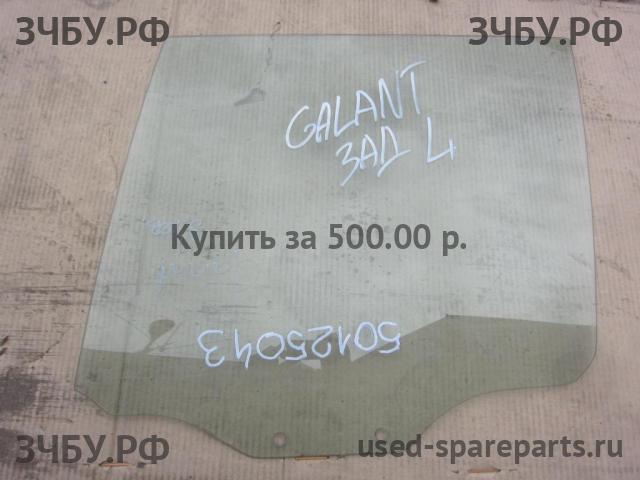 ЗЧБУ.РФ ЗЧБУ.РФ
GALANT
ЗАД L
Купить за 500.00 р.
50125043
ЗЧБУ.РФ used-spareparts.ru